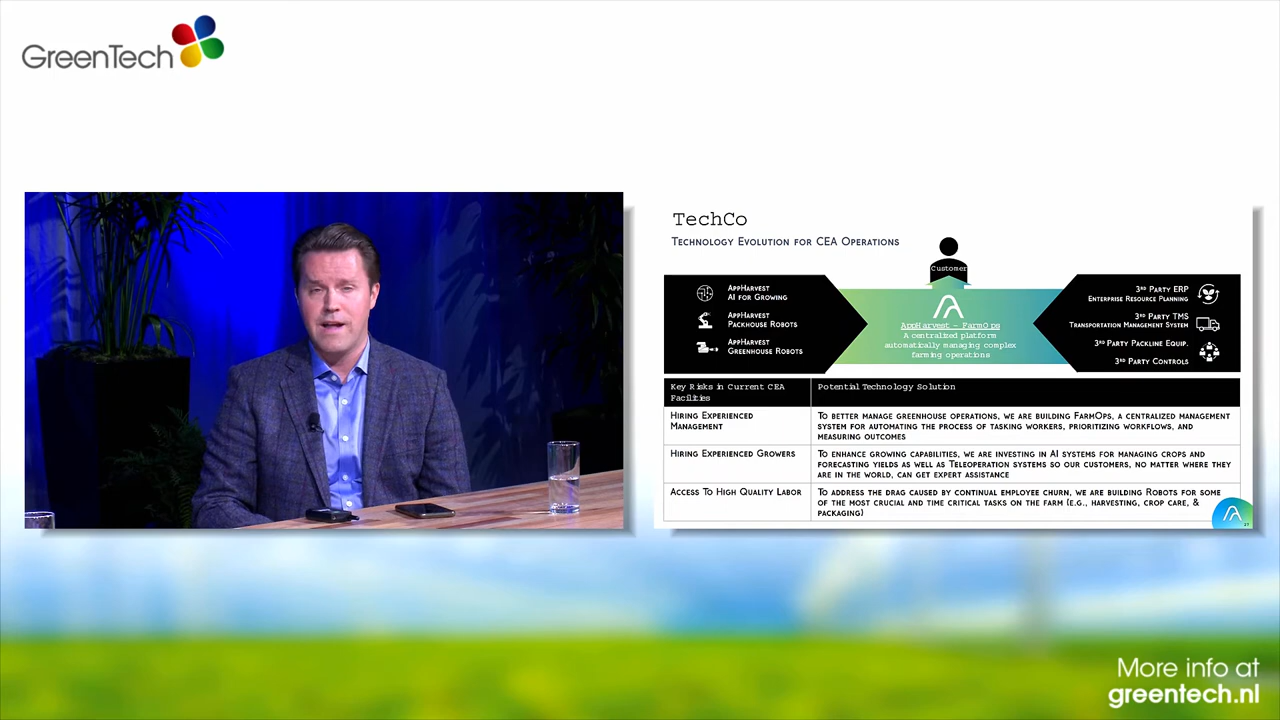 GreenTech
TechCo
Technology Evolution for CEA Operations
Customer
AppHarvest
AI for Growing
AppHarvest
Packhouse Robots
AppHarvest
Greenhouse Robots
AppHarvest - FarmOps
A centralized platform
automatically managing complex
farming operations
3RD Party ERP
Enterprise Resource Planning
3RD Party TMS
Transportation Management System
3RD Party Packline Equip.
3RD Party Controls
Key Risks in Current CEA
Facilities
Potential Technology Solution
Hiring Experienced
Management
To better manage greenhouse operations, we are building FarmOps, a centralized management
system for automating the process of tasking workers, prioritizing workflows, and
measuring outcomes
Hiring Experienced Growers
To enhance growing capabilities, we are investing in AI systems for managing crops and
forecasting yields as well as Teleoperation systems so our customers, no matter where they
are in the world, can get expert assistance
Access To High Quality Labor
To address the drag caused by continual employee churn, we are building Robots for some
of the most crucial and time critical tasks on the farm (e.g., harvesting, crop care, &
packaging)
27
More info at
greentech.nl